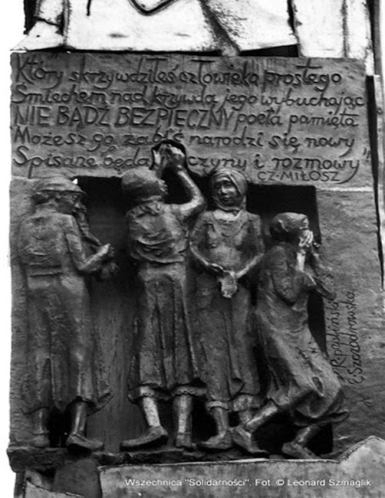 Który skrzywdziłeś człowieka prostego
Śmiechem nad krzywdą jego wybuchając
NIE BĄDŹ BEZPIECZNY poeta pamięta
Możesz go zabić narodzi się nowy
Spisane będą czyny i rozmowy"
CZ. MIŁOSZ
Wszechnica "Solidarności". Fot. © Leonard Szmaglik